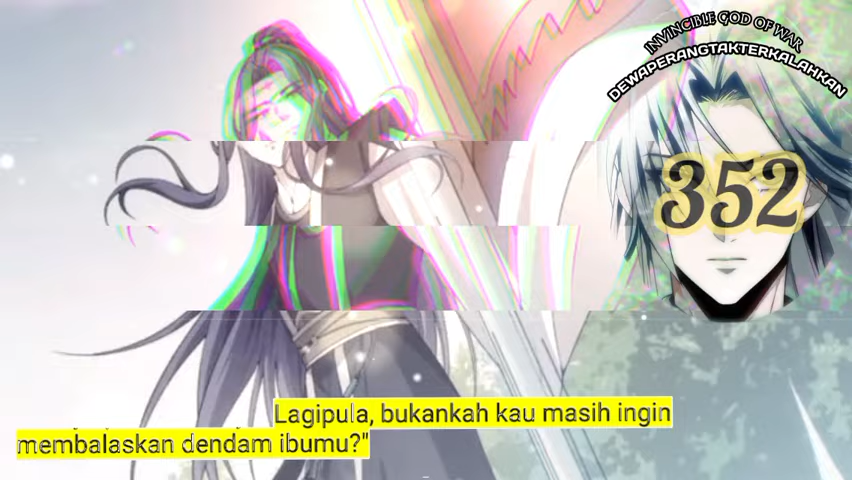 INVINCIBLE GOD OF WAR
DEWAPERANGTAKTERKALAHKAN
352
Lagipula, bukankah kau masih ingin
membalaskan dendam ibumu?"